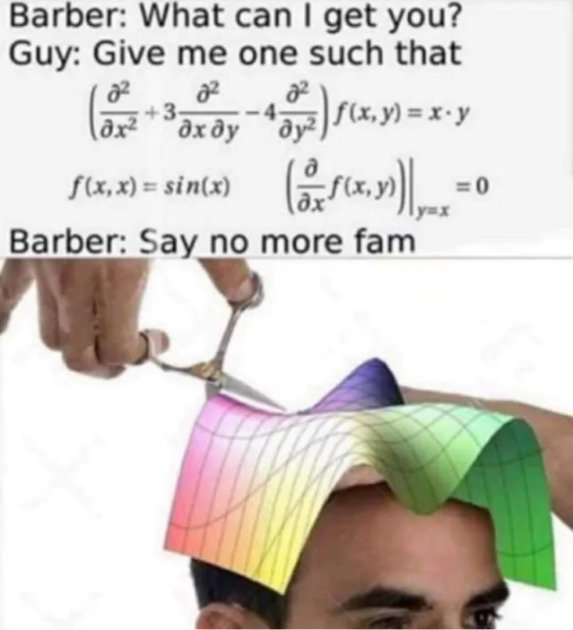 Barber: What can I get you?
Guy: Give me one such that
(∂²/∂x² + 3 ∂²/∂x∂y − 4 ∂²/∂y²) f(x,y) = x·y
f(x,x) = sin(x) (∂/∂x f(x,y))|y=x = 0
Barber: Say no more fam